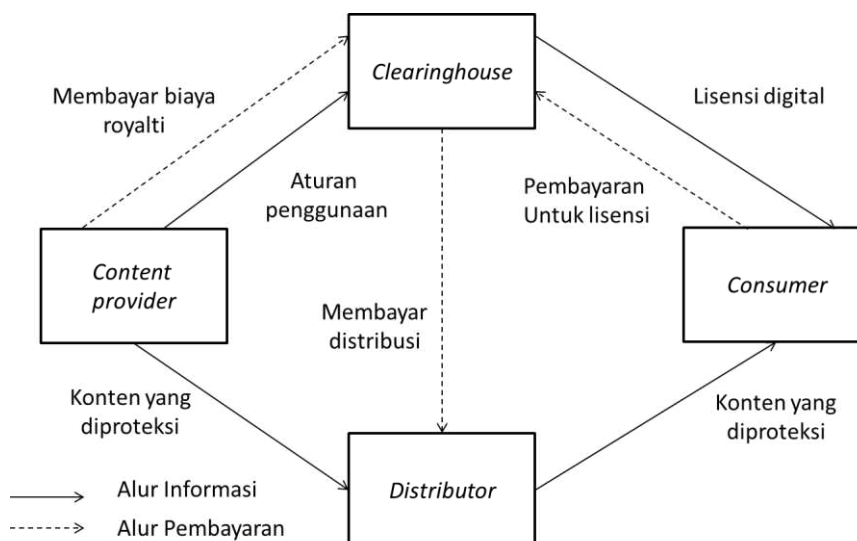 Clearinghouse
Membayar biaya
royalti
Lisensi digital
Aturan
penggunaan
Pembayaran
Untuk lisensi
Content
provider
Consumer
Membayar
distribusi
Konten yang
diproteksi
Konten yang
diproteksi
Distributor
Alur Informasi
Alur Pembayaran